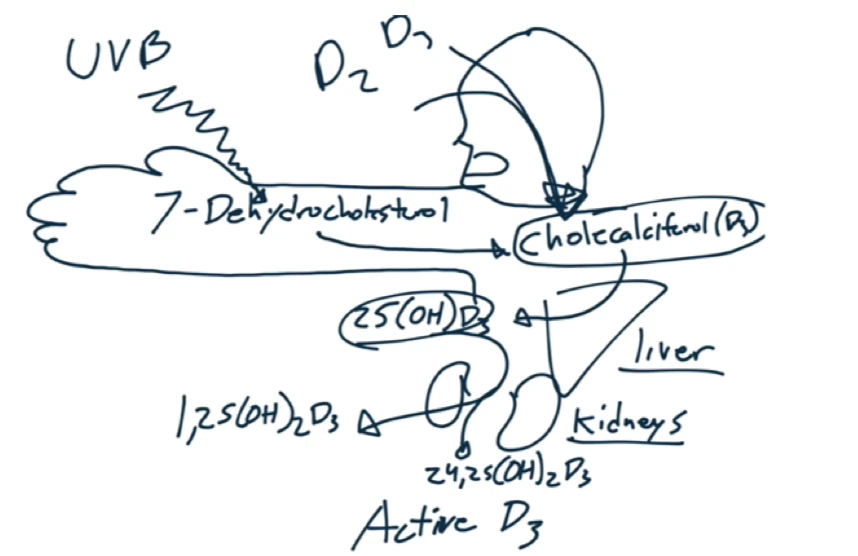 UVB
D2 D3
7-Dehydrocholesterol
Cholecalciferol (D3)
25(OH)D3
liver
1,25(OH)2D3
Kidneys
24,25(OH)2D3
Active D3